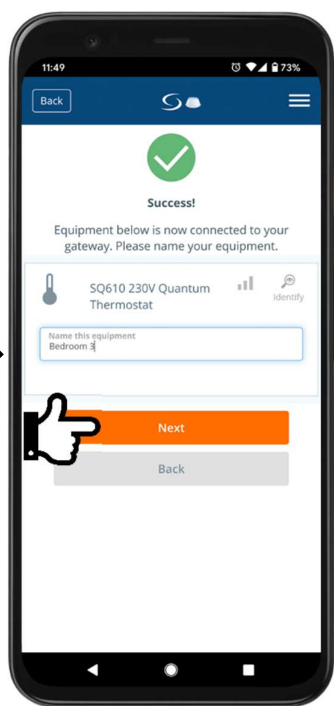 11:49
73%
Back
Success!
Equipment below is now connected to your
gateway. Please name your equipment.
SQ610 230V Quantum
Thermostat
Identify
Name this equipment
Bedroom 3
Next
Back